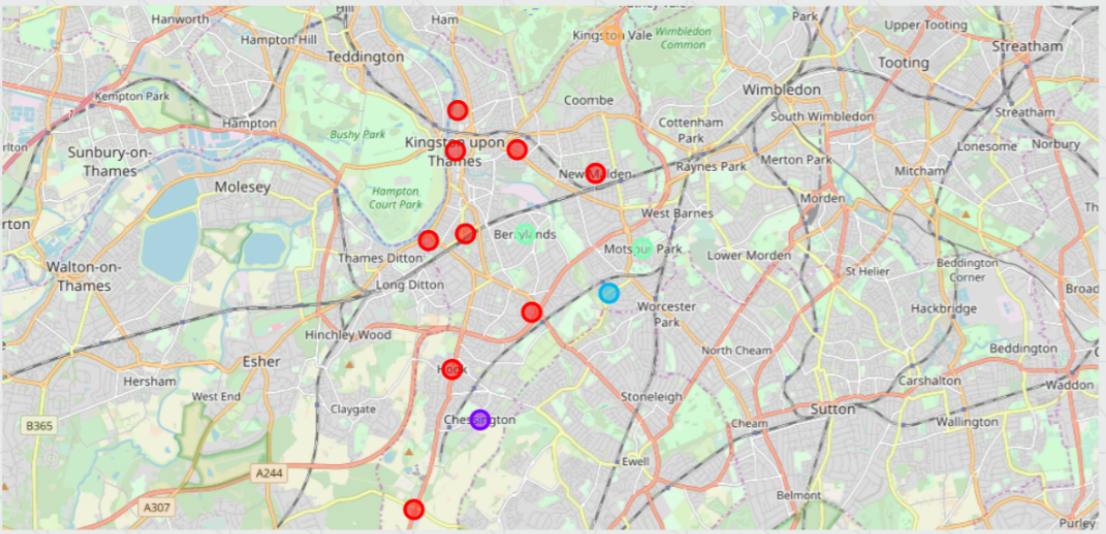 Hanworth
Hill
Ham
Kingston Vale
Park
Upper Tooting
Hampton Hill
Teddington
Wimbledon
Common
Streatham
Tooting
Kempton Park
Coombe
Wimbledon
Hampton
Bushy Park
Cottenham
Park
South Wimbledon
Streatham
Kingston upon
Thames
Lonesome
Norbury
Sunbury-on-
Thames
Raynes Park
Merton Park
Mitcham
Molesey
New Malden
Hampton
Court Park
Morden
West Barnes
Berrylands
Motspur Park
Thames Ditton
Lower Morden
St Helier
Beddington
Corner
Walton-on-
Thames
Long Ditton
Worcester
Park
Hackbridge
Hinchley Wood
Esher
North Cheam
Beddington
Hersham
Hook
Carshalton
Waddon
West End
Stoneleigh
Claygate
Chessington
Sutton
Cheam
Wallington
B365
Ewell
A244
Belmont
A307
Purley